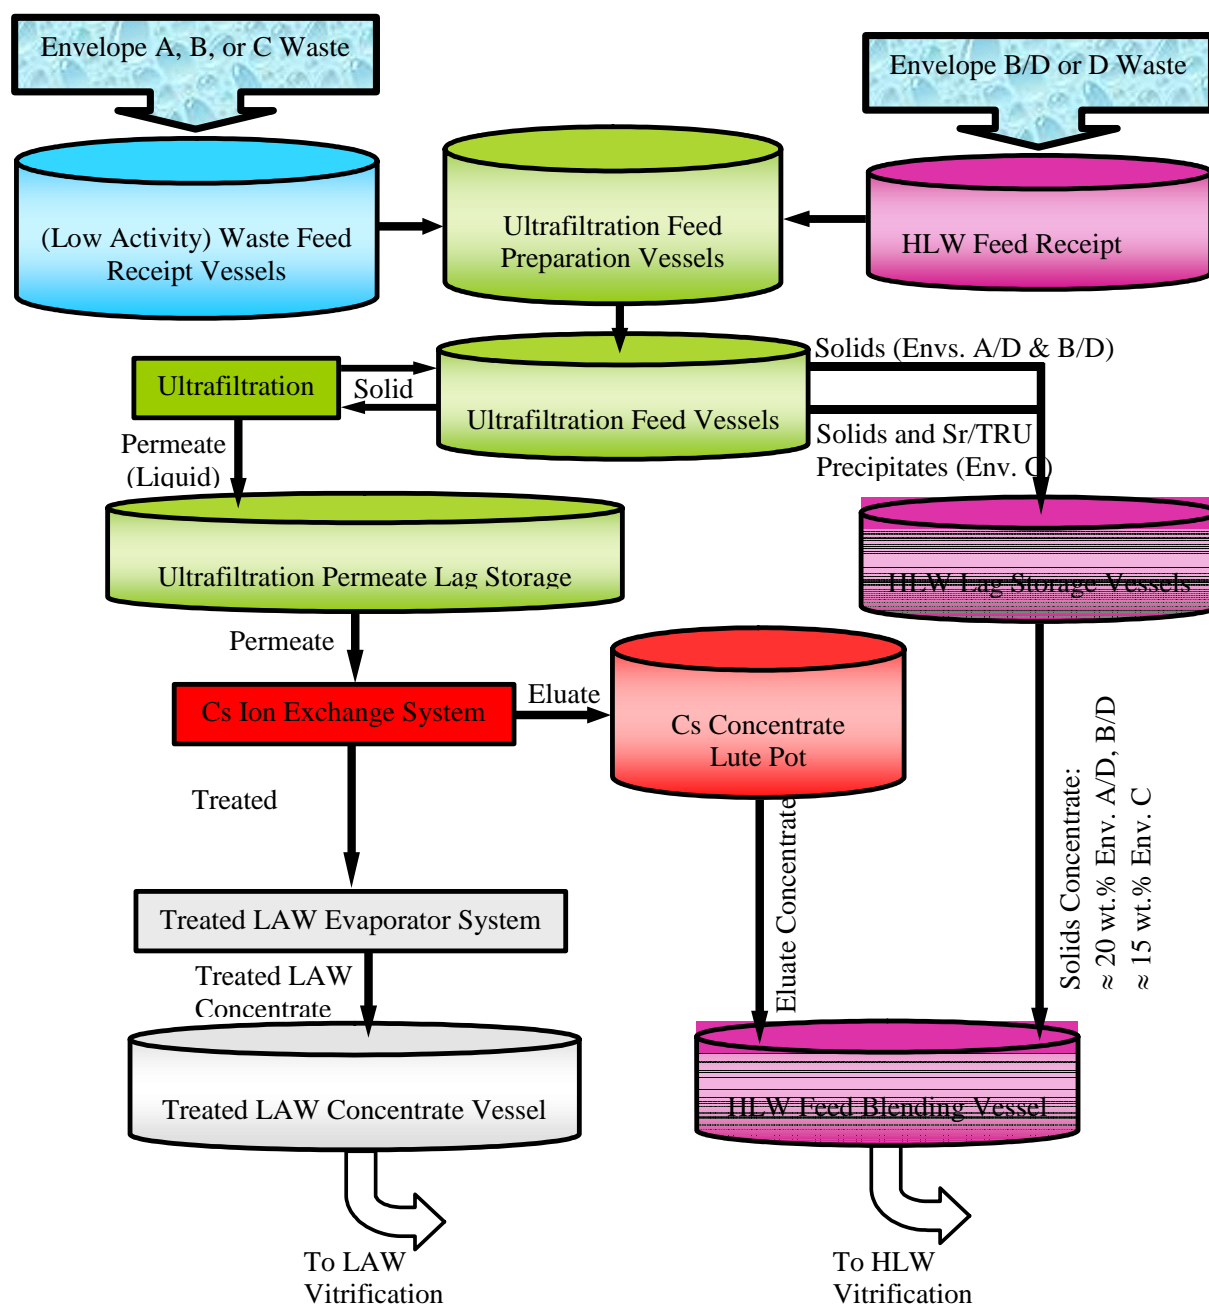 Envelope A, B, or C Waste
Envelope B/D or D Waste
(Low Activity) Waste Feed
Receipt Vessels
Ultrafiltration Feed
Preparation Vessels
HLW Feed Receipt
Ultrafiltration
Solid
Ultrafiltration Feed Vessels
Solids (Envs. A/D & B/D)
Solids and Sr/TRU
Precipitates (Env. C)
Permeate
(Liquid)
Ultrafiltration Permeate Lag Storage
HLW Lag Storage Vessels
Permeate
Cs Ion Exchange System
Eluate
Cs Concentrate
Lute Pot
Treated
Eluate Concentrate
Solids Concentrate:
≈ 20 wt.% Env. A/D, B/D
≈ 15 wt.% Env. C
Treated LAW Evaporator System
Treated LAW
Concentrate
Treated LAW Concentrate Vessel
HLW Feed Blending Vessel
To LAW
Vitrification
To HLW
Vitrification